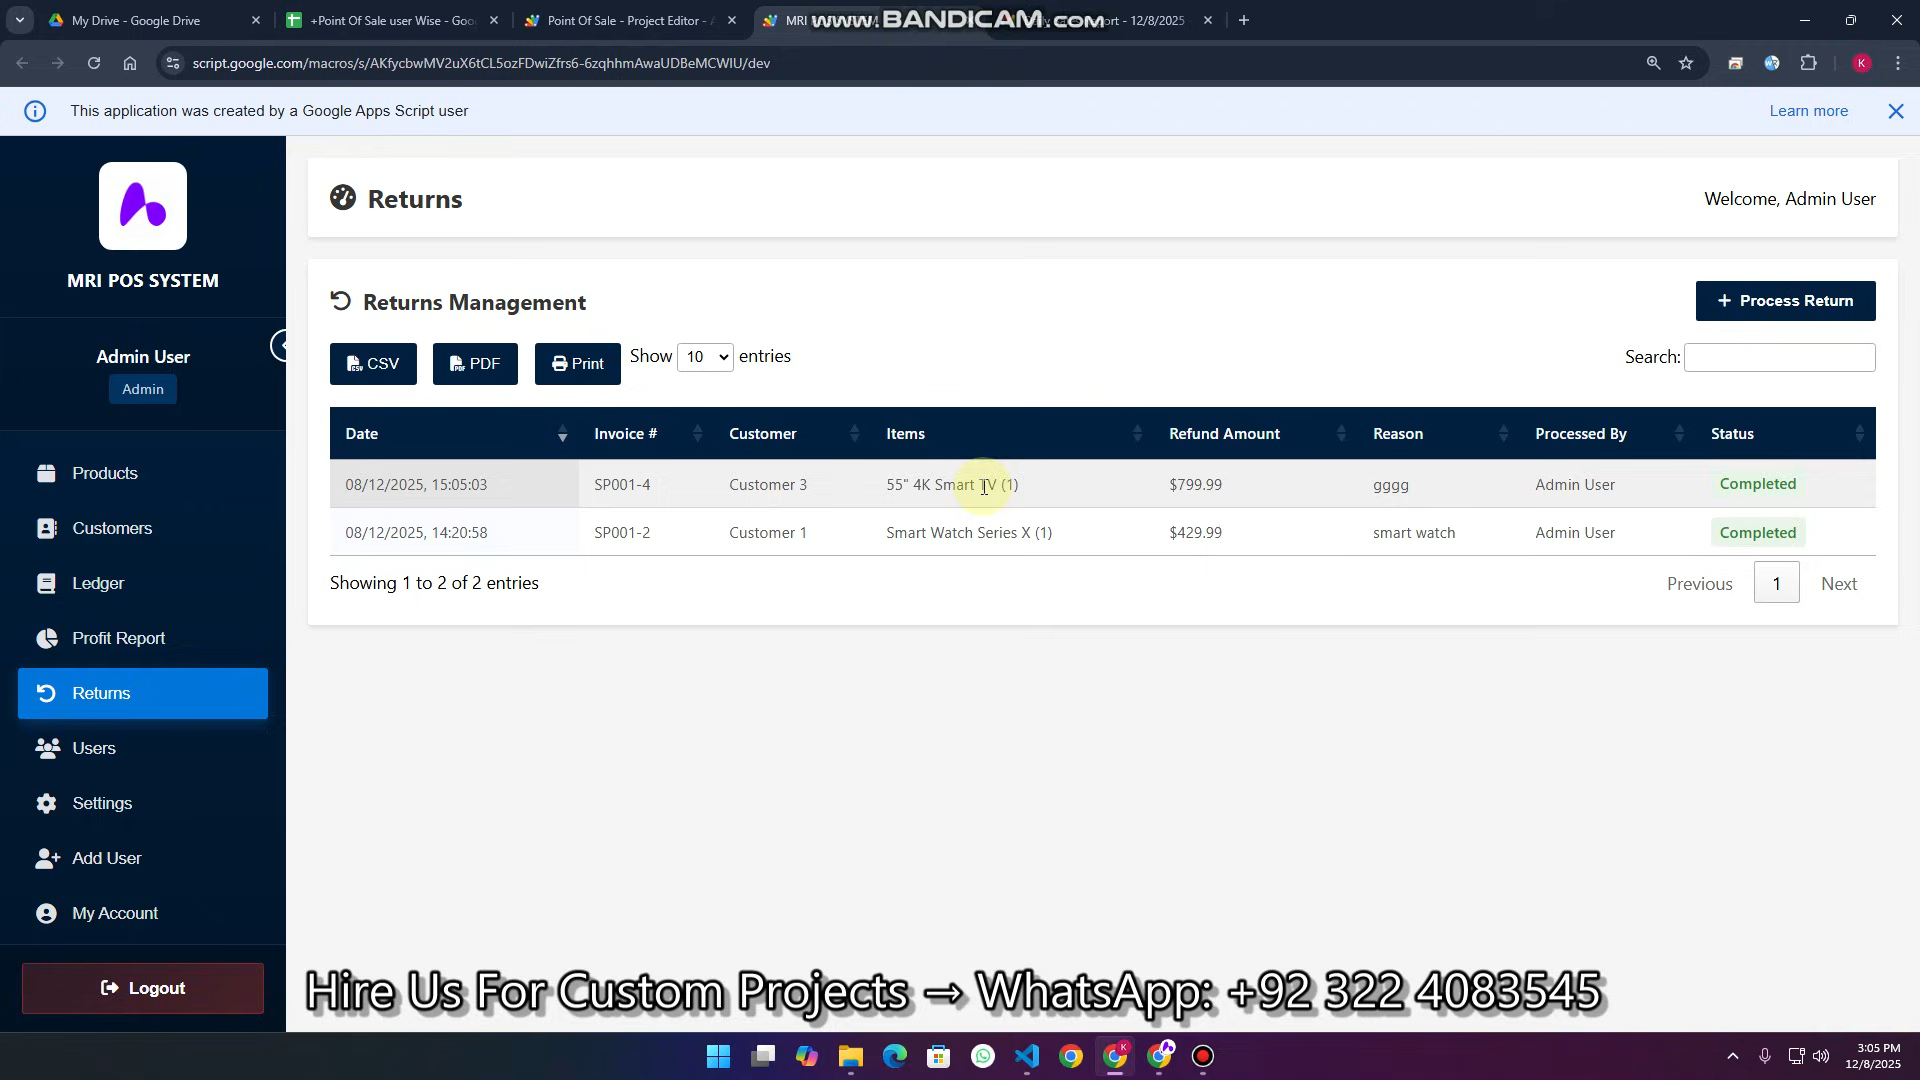 My Drive - Google Drive
+Point Of Sale user Wise - Goo
Point Of Sale - Project Editor - A
MRI
www.BANDICAM.com
ort - 12/8/2025
script.google.com/macros/s/AKfycbwMV2uX6tCL5ozFDwiZfrs6-6zqhhmAwaUDBeMCWIU/dev
K
This application was created by a Google Apps Script user
Learn more
MRI POS SYSTEM
Admin User
Admin
Products
Customers
Ledger
Profit Report
Returns
Users
Settings
Add User
My Account
Logout
Returns
Welcome, Admin User
Returns Management
Process Return
CSV
PDF
Print
Show 10 entries
Search:
Date Invoice # Customer Items Refund Amount Reason Processed By Status
08/12/2025, 15:05:03 SP001-4 Customer 3 55" 4K Smart TV (1) $799.99 gggg Admin User Completed
08/12/2025, 14:20:58 SP001-2 Customer 1 Smart Watch Series X (1) $429.99 smart watch Admin User Completed
Showing 1 to 2 of 2 entries
Previous 1 Next
Hire Us For Custom Projects → WhatsApp: +92 322 4083545
3:05 PM
12/8/2025